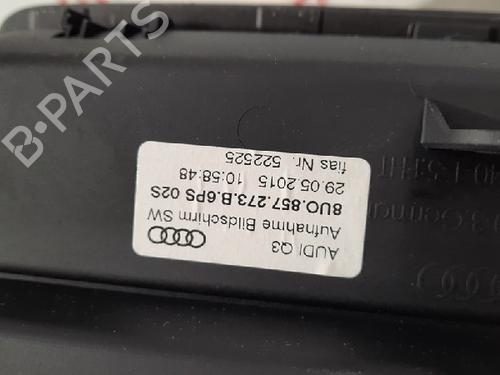 AUDI Q3
Aufnahme Bildschirm SW
8U0.857.273.B.6PS 02S
29.05.2015 10:58:48
fias Nr. 522525
B-PARTS